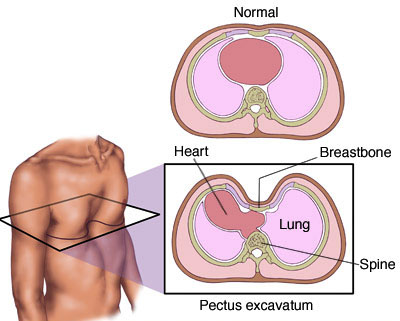 Normal
Heart
Breastbone
Lung
Spine
Pectus excavatum